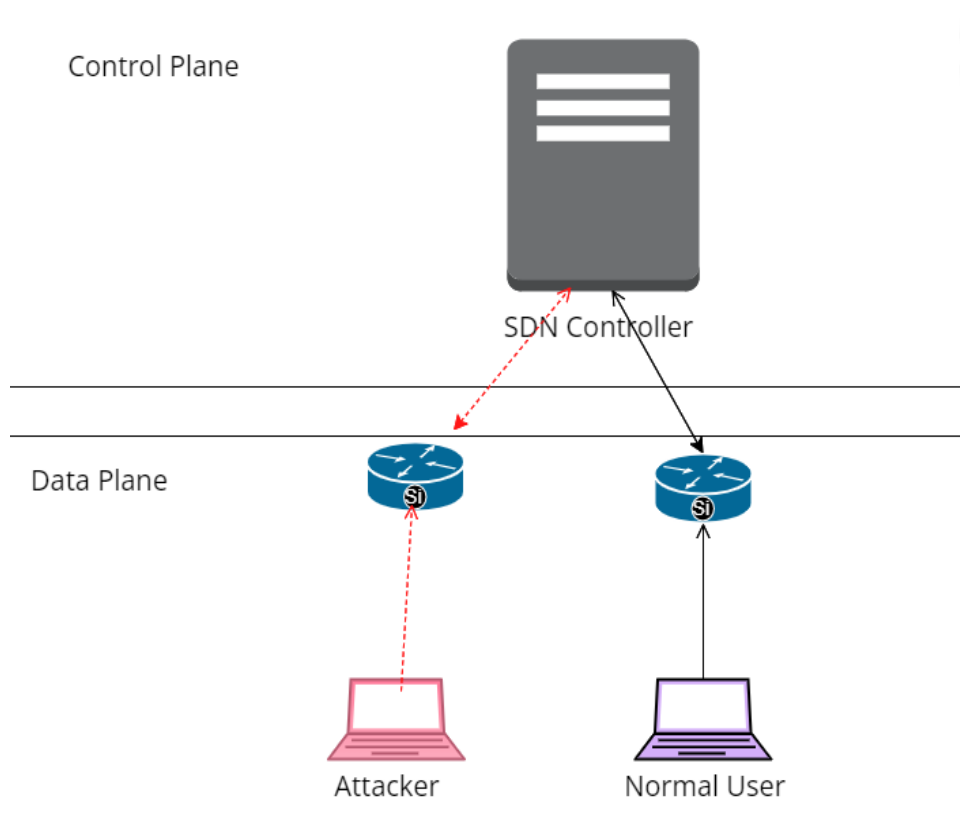 Control Plane
SDN Controller
Data Plane
Si
Si
Attacker
Normal User